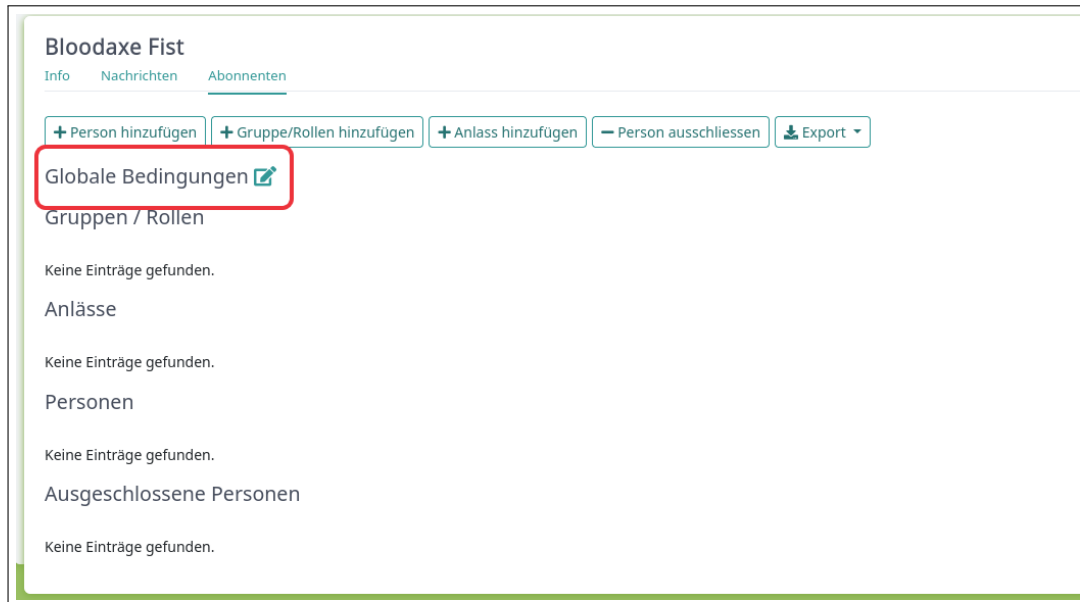 Bloodaxe Fist
Info Nachrichten Abonnenten
+ Person hinzufügen + Gruppe/Rollen hinzufügen + Anlass hinzufügen − Person ausschliessen Export
Globale Bedingungen
Gruppen / Rollen
Keine Einträge gefunden.
Anlässe
Keine Einträge gefunden.
Personen
Keine Einträge gefunden.
Ausgeschlossene Personen
Keine Einträge gefunden.